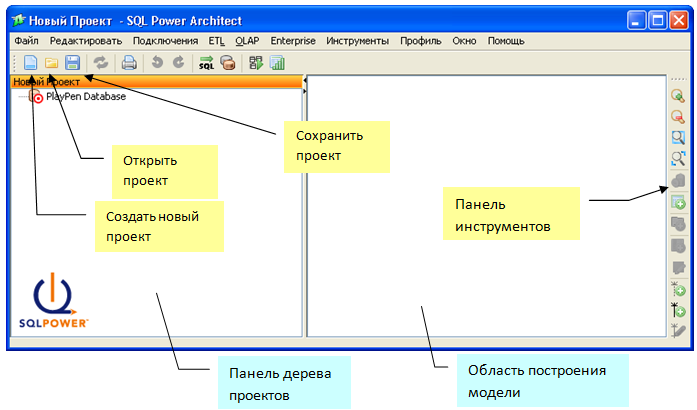 Новый Проект - SQL Power Architect
Файл Редактировать Подключения ETL OLAP Enterprise Инструменты Профиль Окно Помощь
SQL
Новый Проект
PlayPen Database
Сохранить
проект
Открыть
проект
Создать новый
проект
Панель
инструментов
SQLPOWER
Панель дерева
проектов
Область построения
модели